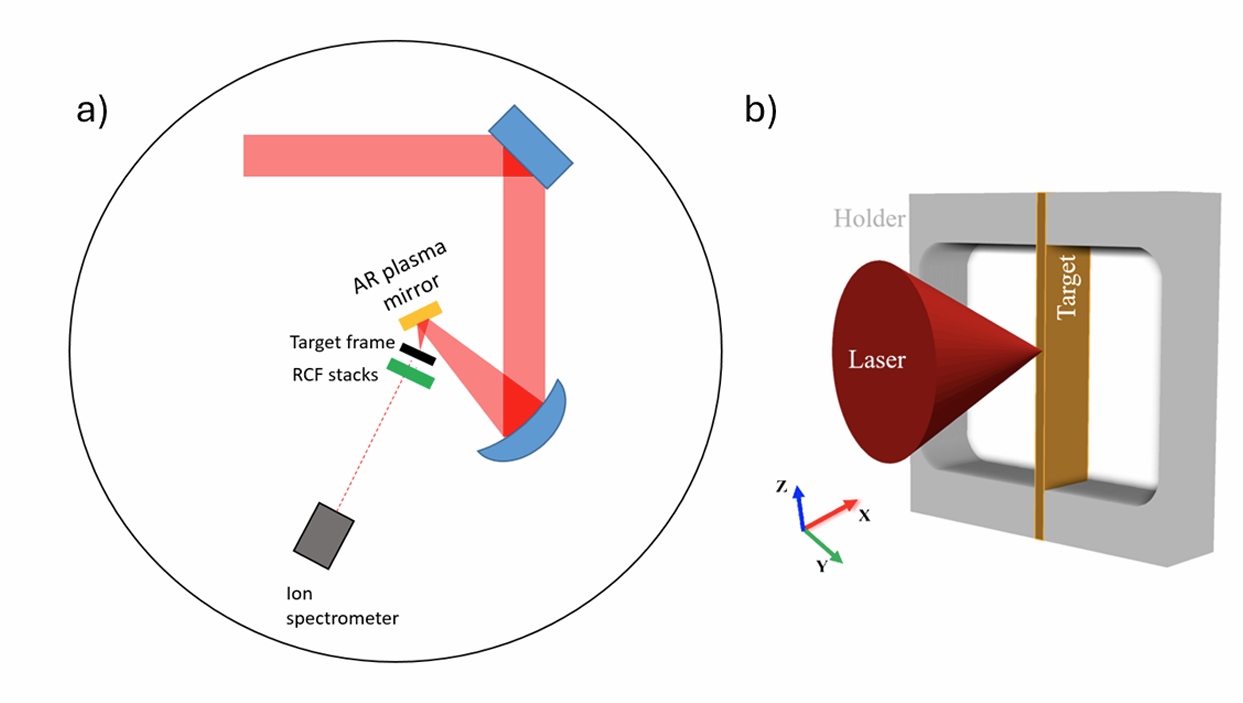 a)
AR plasma
mirror
Target frame
RCF stacks
Ion
spectrometer
b)
Holder
Target
Laser
Z
X
Y